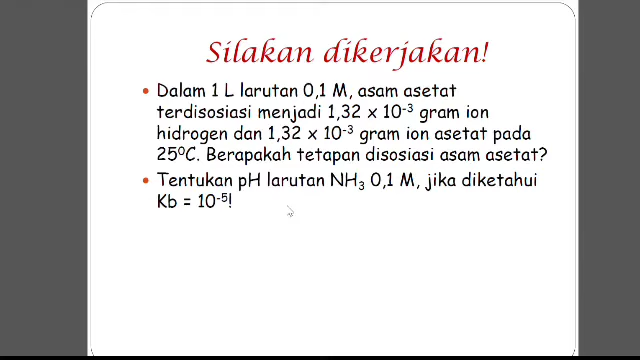 Silakan dikerjakan!
• Dalam 1 L larutan 0,1 M, asam asetat
terdisosiasi menjadi 1,32 x 10⁻³ gram ion
hidrogen dan 1,32 x 10⁻³ gram ion asetat pada
25⁰C. Berapakah tetapan disosiasi asam asetat?
• Tentukan pH larutan NH₃ 0,1 M, jika diketahui
Kb = 10⁻⁵!